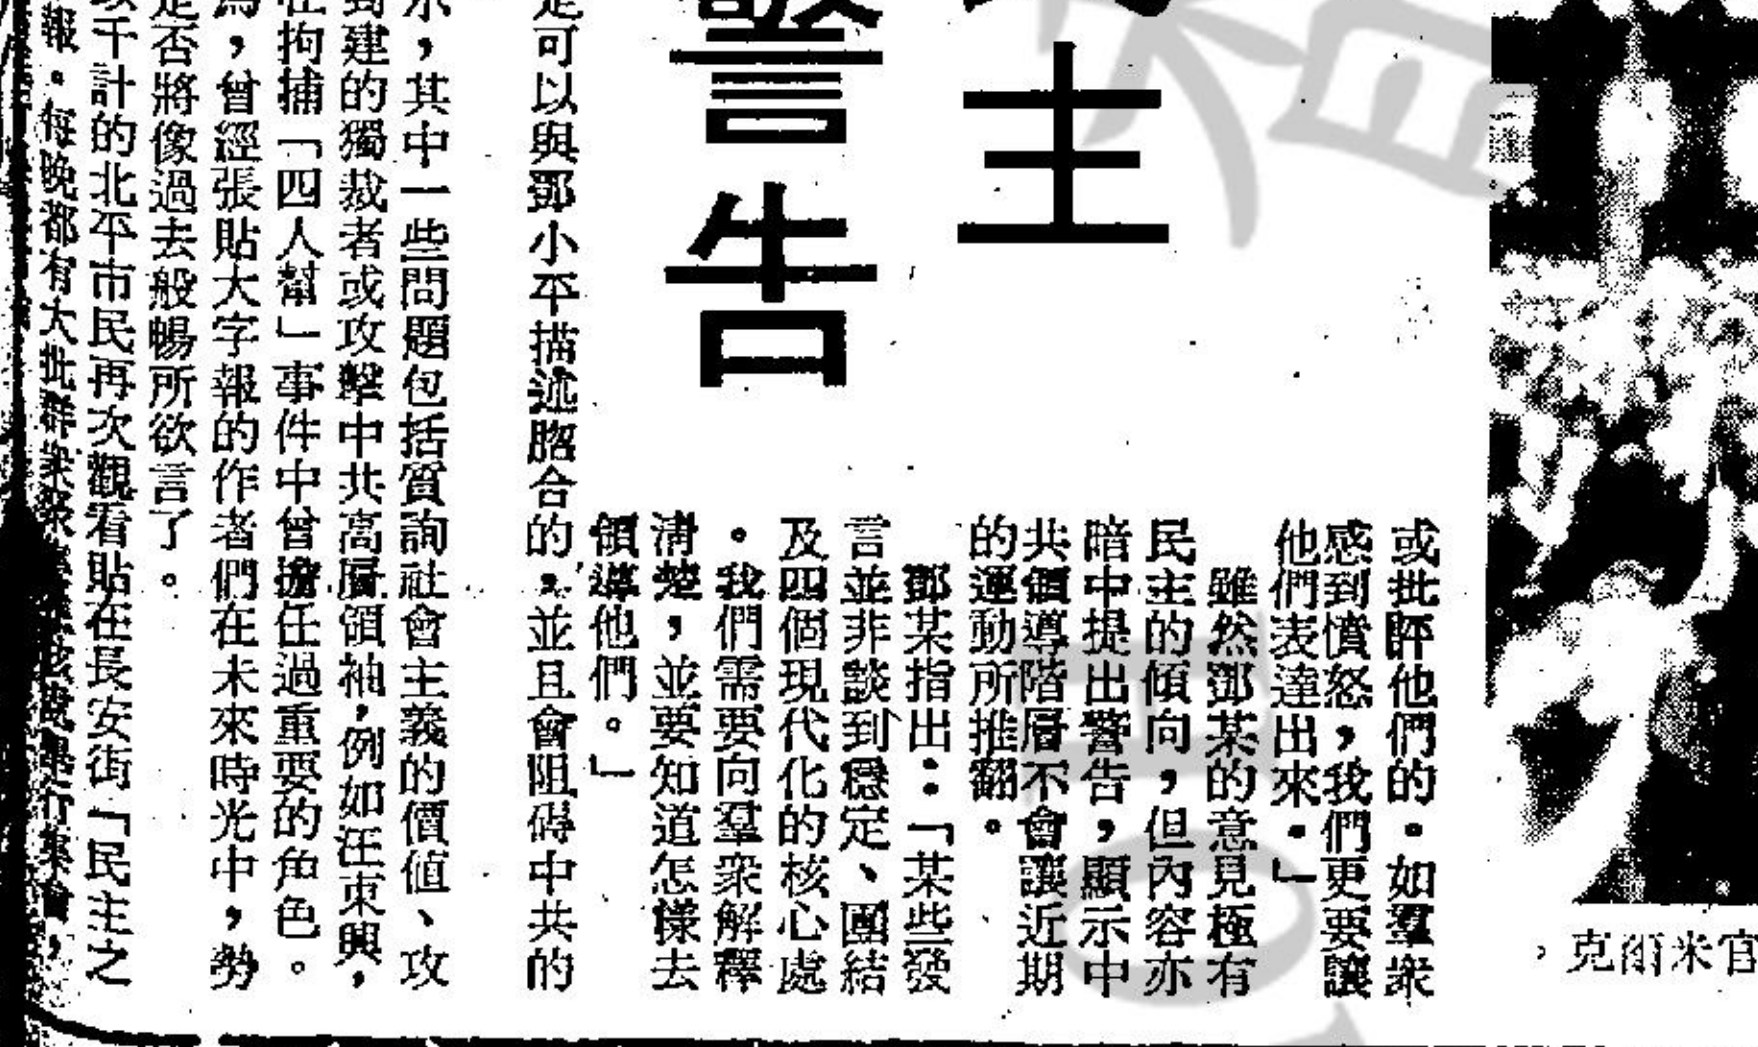 克爾米官
主
警告
或批評他們的。如羣衆
感到憤怒，我們更要讓
他們表達出來。」
雖然鄧某的意見極有
民主的傾向，但內容亦
暗中提出警告，顯示中
共領導階層不會讓近期
的運動所推翻。
鄧某指出：「某些發
言並非談到穩定、團結
及四個現代化的核心處
。我們需要向羣衆解釋
清楚，並要知道怎樣去
領導他們。」
是可以與鄧小平描述脗合的，並且會阻碍中共的
示，其中一些問題包括質詢社會主義的價值、攻
建的獨裁者或攻擊中共高層領袖，例如汪東興，
在拘捕「四人幫」事件中曾擔任過重要的角色。
，曾經張貼大字報的作者們在未來時光中，勢
是否將像過去般暢所欲言了。
以千計的北平市民再次觀看貼在長安街「民主之
報。每晚都有大批群衆